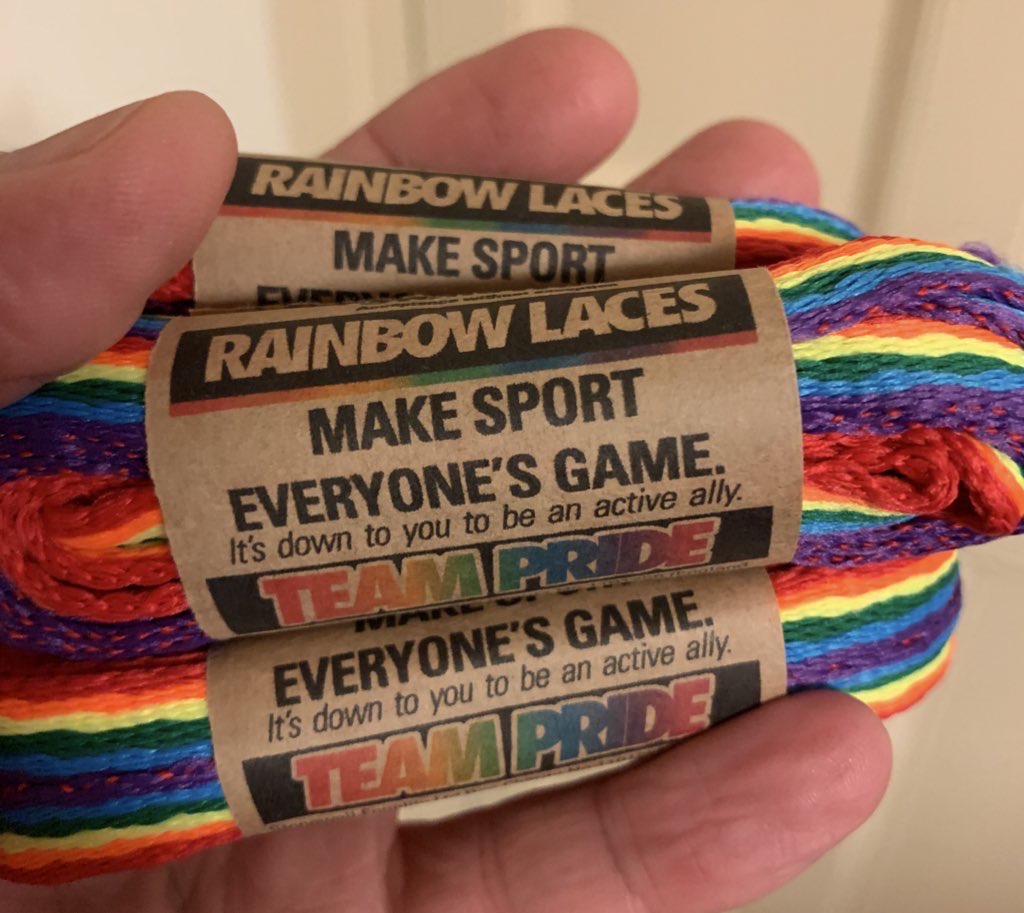 RAINBOW LACES
MAKE SPORT
RAINBOW LACES
MAKE SPORT
EVERYONE'S GAME.
It's down to you to be an active ally.
TEAM PRIDE
EVERYONE'S GAME.
It's down to you to be an active ally.
TEAM PRIDE